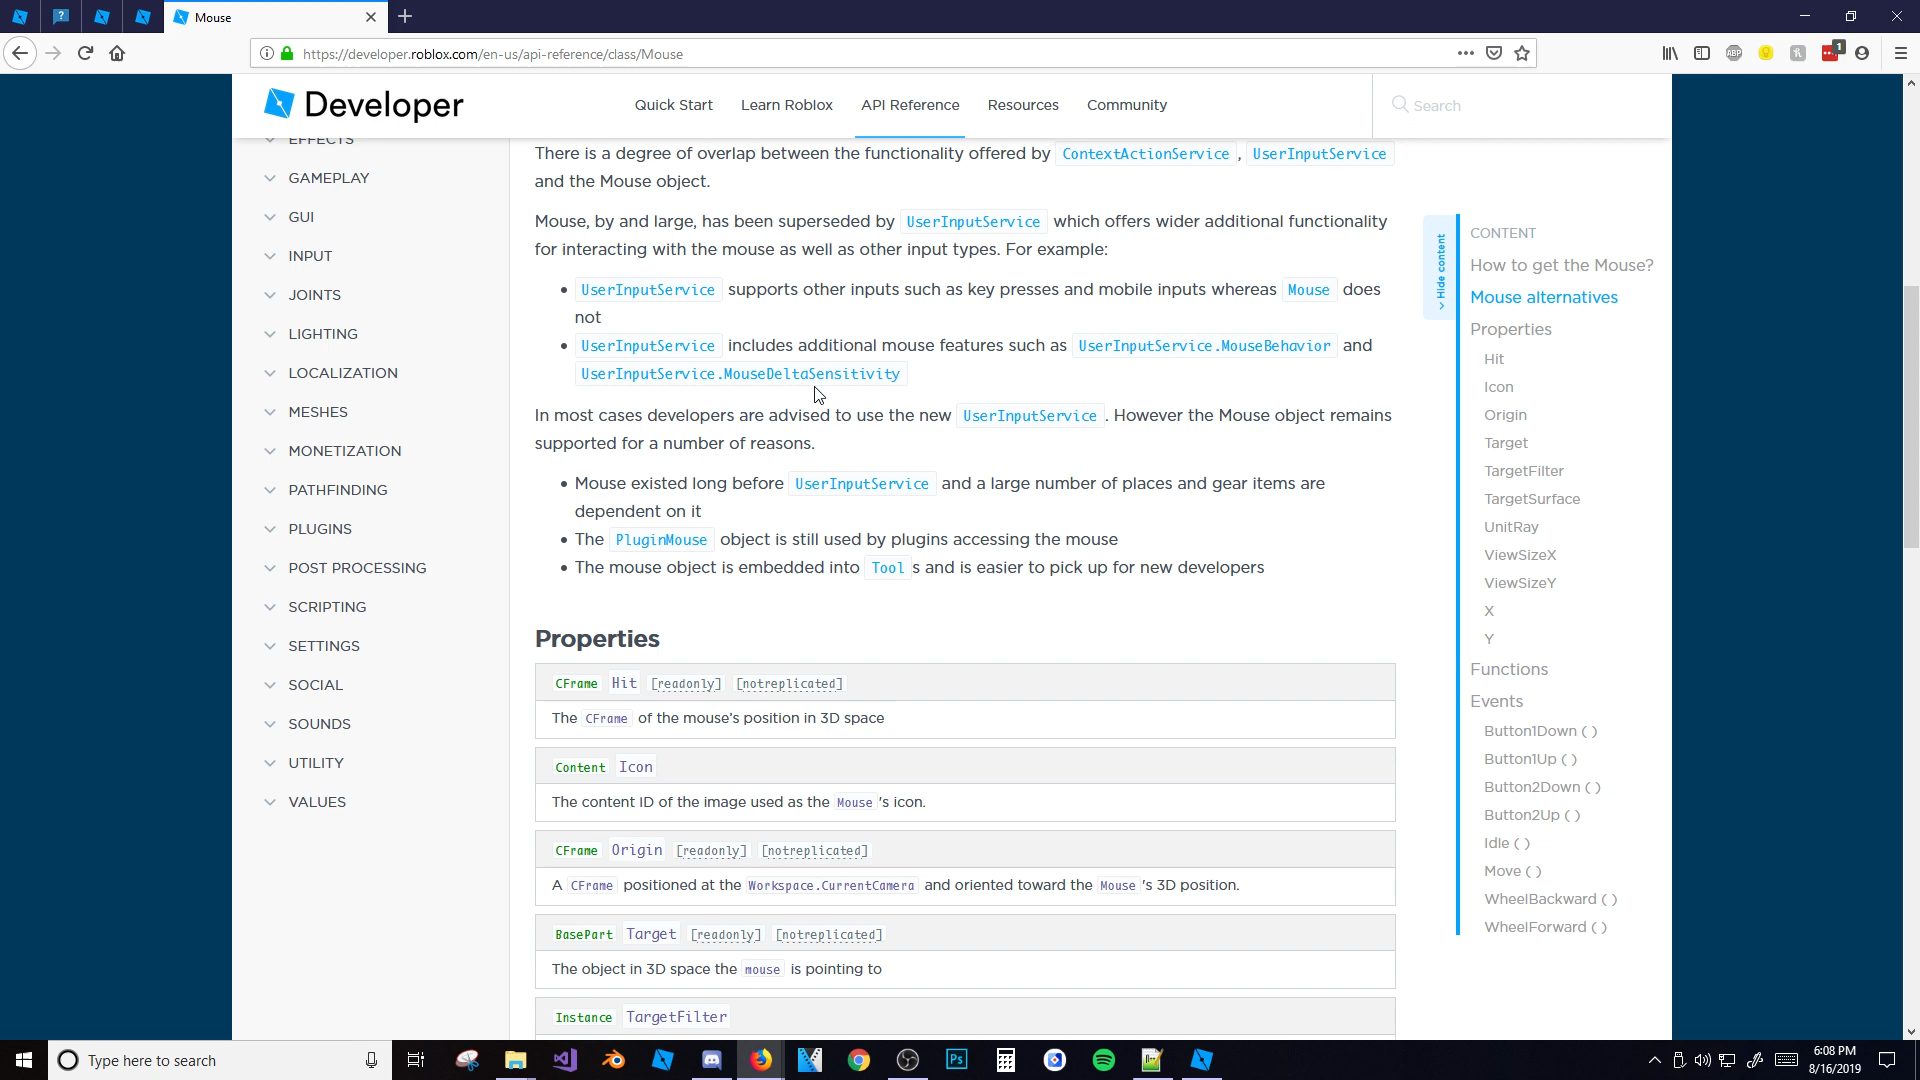 Mouse
https://developer.roblox.com/en-us/api-reference/class/Mouse
ABP
1
Developer
Quick Start
Learn Roblox
API Reference
Resources
Community
Search
EFFECTS
GAMEPLAY
GUI
INPUT
JOINTS
LIGHTING
LOCALIZATION
MESHES
MONETIZATION
PATHFINDING
PLUGINS
POST PROCESSING
SCRIPTING
SETTINGS
SOCIAL
SOUNDS
UTILITY
VALUES
There is a degree of overlap between the functionality offered by ContextActionService, UserInputService
and the Mouse object.
Mouse, by and large, has been superseded by UserInputService which offers wider additional functionality
for interacting with the mouse as well as other input types. For example:
• UserInputService supports other inputs such as key presses and mobile inputs whereas Mouse does
not
• UserInputService includes additional mouse features such as UserInputService.MouseBehavior and
UserInputService.MouseDeltaSensitivity
In most cases developers are advised to use the new UserInputService. However the Mouse object remains
supported for a number of reasons.
• Mouse existed long before UserInputService and a large number of places and gear items are
dependent on it
• The PluginMouse object is still used by plugins accessing the mouse
• The mouse object is embedded into Tools and is easier to pick up for new developers
Properties
CFrame Hit [readonly] [notreplicated]
The CFrame of the mouse's position in 3D space
Content Icon
The content ID of the image used as the Mouse's icon.
CFrame Origin [readonly] [notreplicated]
A CFrame positioned at the Workspace.CurrentCamera and oriented toward the Mouse's 3D position.
BasePart Target [readonly] [notreplicated]
The object in 3D space the mouse is pointing to
Instance TargetFilter
Hide content
CONTENT
How to get the Mouse?
Mouse alternatives
Properties
Hit
Icon
Origin
Target
TargetFilter
TargetSurface
UnitRay
ViewSizeX
ViewSizeY
X
Y
Functions
Events
Button1Down ( )
Button1Up ( )
Button2Down ( )
Button2Up ( )
Idle ( )
Move ( )
WheelBackward ( )
WheelForward ( )
Type here to search
Ps
6:08 PM
8/16/2019